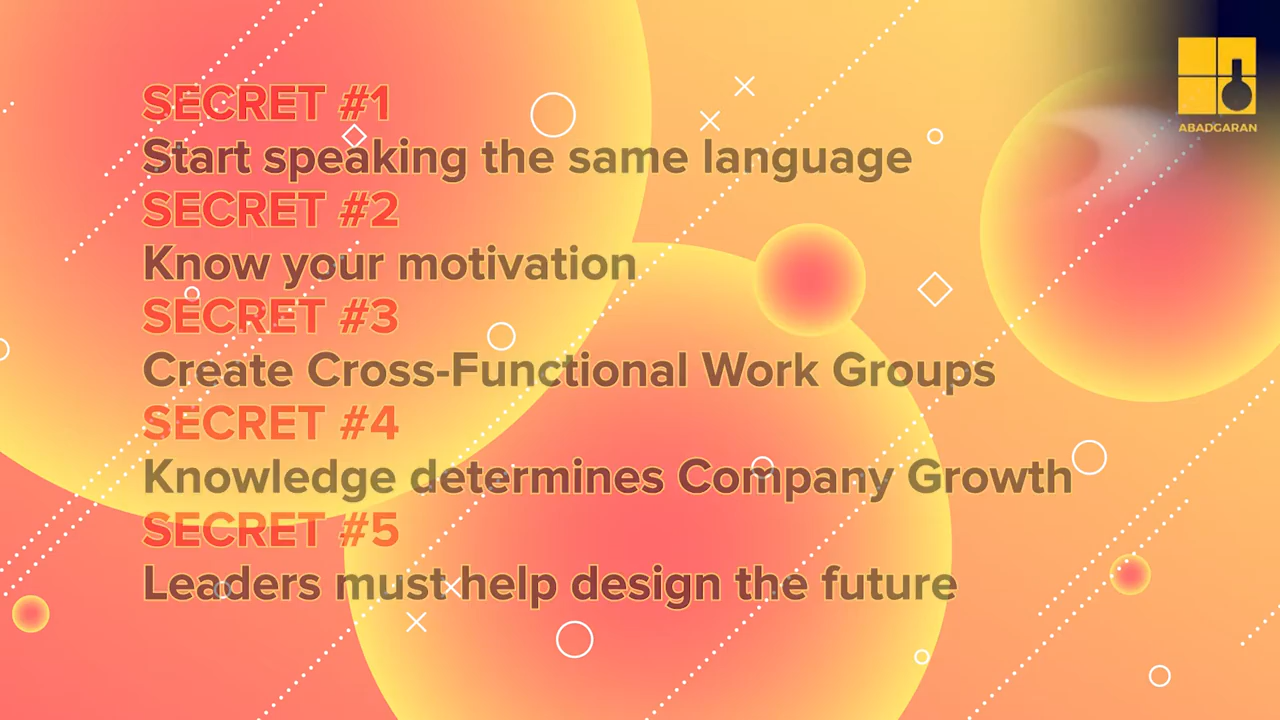 SECRET #1
Start speaking the same language
SECRET #2
Know your motivation
SECRET #3
Create Cross-Functional Work Groups
SECRET #4
Knowledge determines Company Growth
SECRET #5
Leaders must help design the future
ABADGARAN